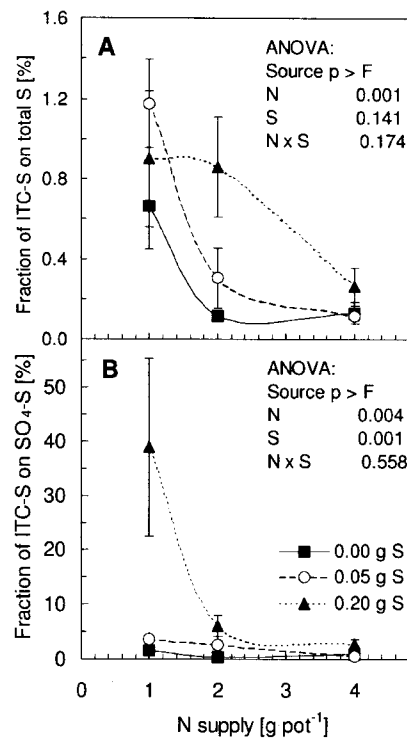 Fraction of ITC-S on total S [%]
1.6
1.2
0.8
0.4
0.0
A
ANOVA:
Source p > F
N 0.001
S 0.141
N x S 0.174
Fraction of ITC-S on SO₄-S [%]
50
40
30
20
10
0
B
ANOVA:
Source p > F
N 0.004
S 0.001
N x S 0.558
0.00 g S
0.05 g S
0.20 g S
0 1 2 3 4
N supply [g pot⁻¹]